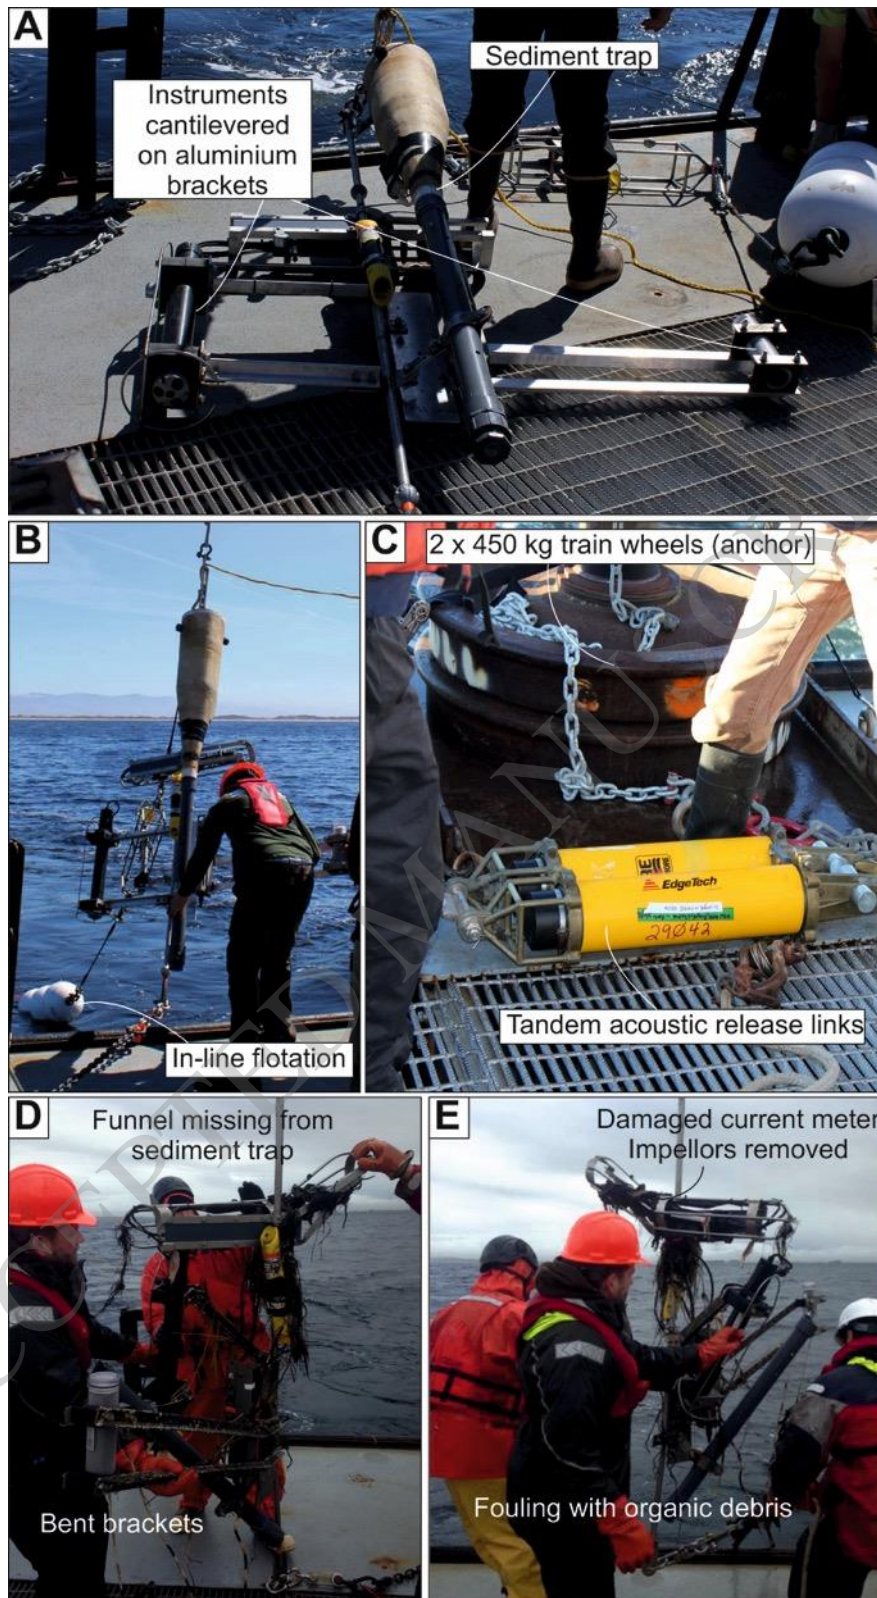 A
Sediment trap
Instruments
cantilevered
on aluminium
brackets
B
In-line flotation
C
2 x 450 kg train wheels (anchor)
EdgeTech
29042
Tandem acoustic release links
D
Funnel missing from
sediment trap
Bent brackets
E
Damaged current meter
Impellors removed
Fouling with organic debris
ACCEPTED MANUSCRIPT